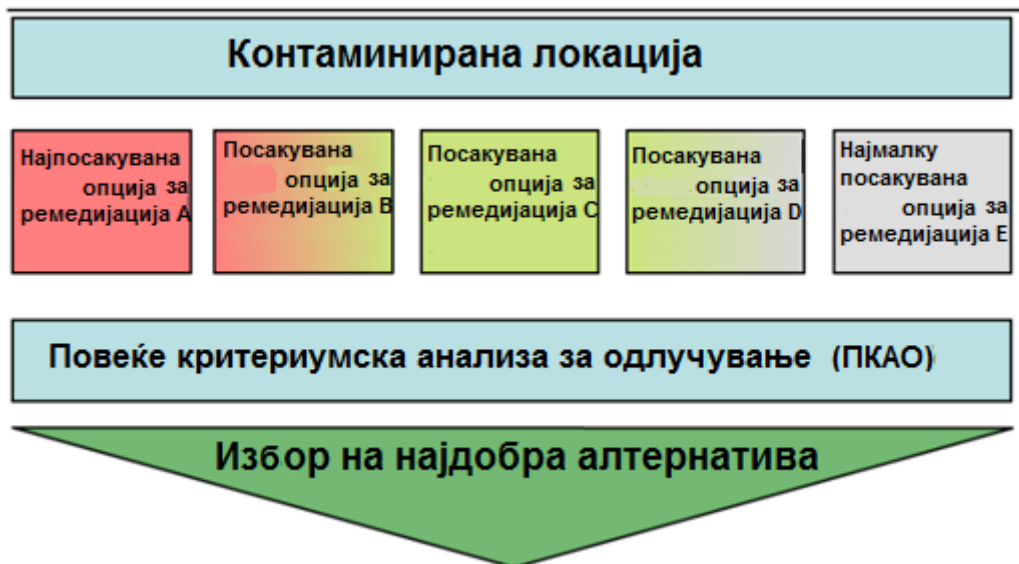 Контаминирана локација
Најпосакувана
опција за
ремедијација A
Посакувана
опција за
ремедијација B
Посакувана
опција за
ремедијација C
Посакувана
опција за
ремедијација D
Најмалку
посакувана
опција за
ремедијација E
Повеќе критериумска анализа за одлучување (ПКАО)
Избор на најдобра алтернатива